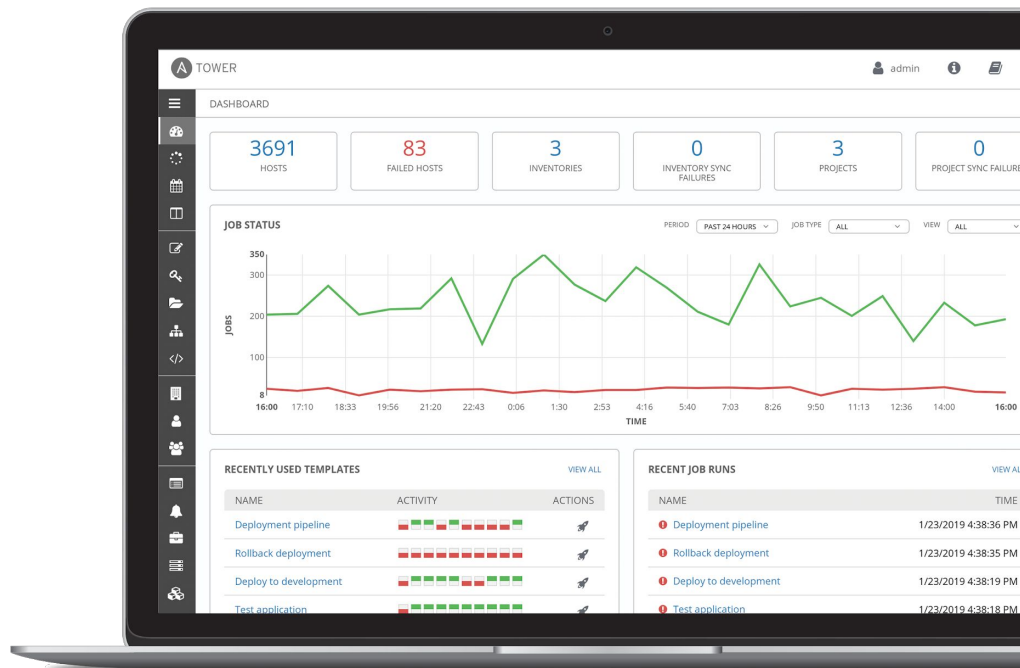 A TOWER
admin
DASHBOARD
3691
HOSTS
83
FAILED HOSTS
3
INVENTORIES
0
INVENTORY SYNC
FAILURES
3
PROJECTS
0
PROJECT SYNC FAILURE
JOB STATUS
PERIOD PAST 24 HOURS JOB TYPE ALL VIEW ALL
350
300
200
100
8
JOBS
16:00 17:10 18:33 19:56 21:20 22:43 0:06 1:30 2:53 4:16 5:40 7:03 8:26 9:50 11:13 12:36 14:00 16:00
TIME
RECENTLY USED TEMPLATES VIEW ALL
NAME ACTIVITY ACTIONS
Deployment pipeline
Rollback deployment
Deploy to development
Test application
RECENT JOB RUNS VIEW AL
NAME TIME
Deployment pipeline 1/23/2019 4:38:36 PM
Rollback deployment 1/23/2019 4:38:35 PM
Deploy to development 1/23/2019 4:38:19 PM
Test application 1/23/2019 4:38:18 PM